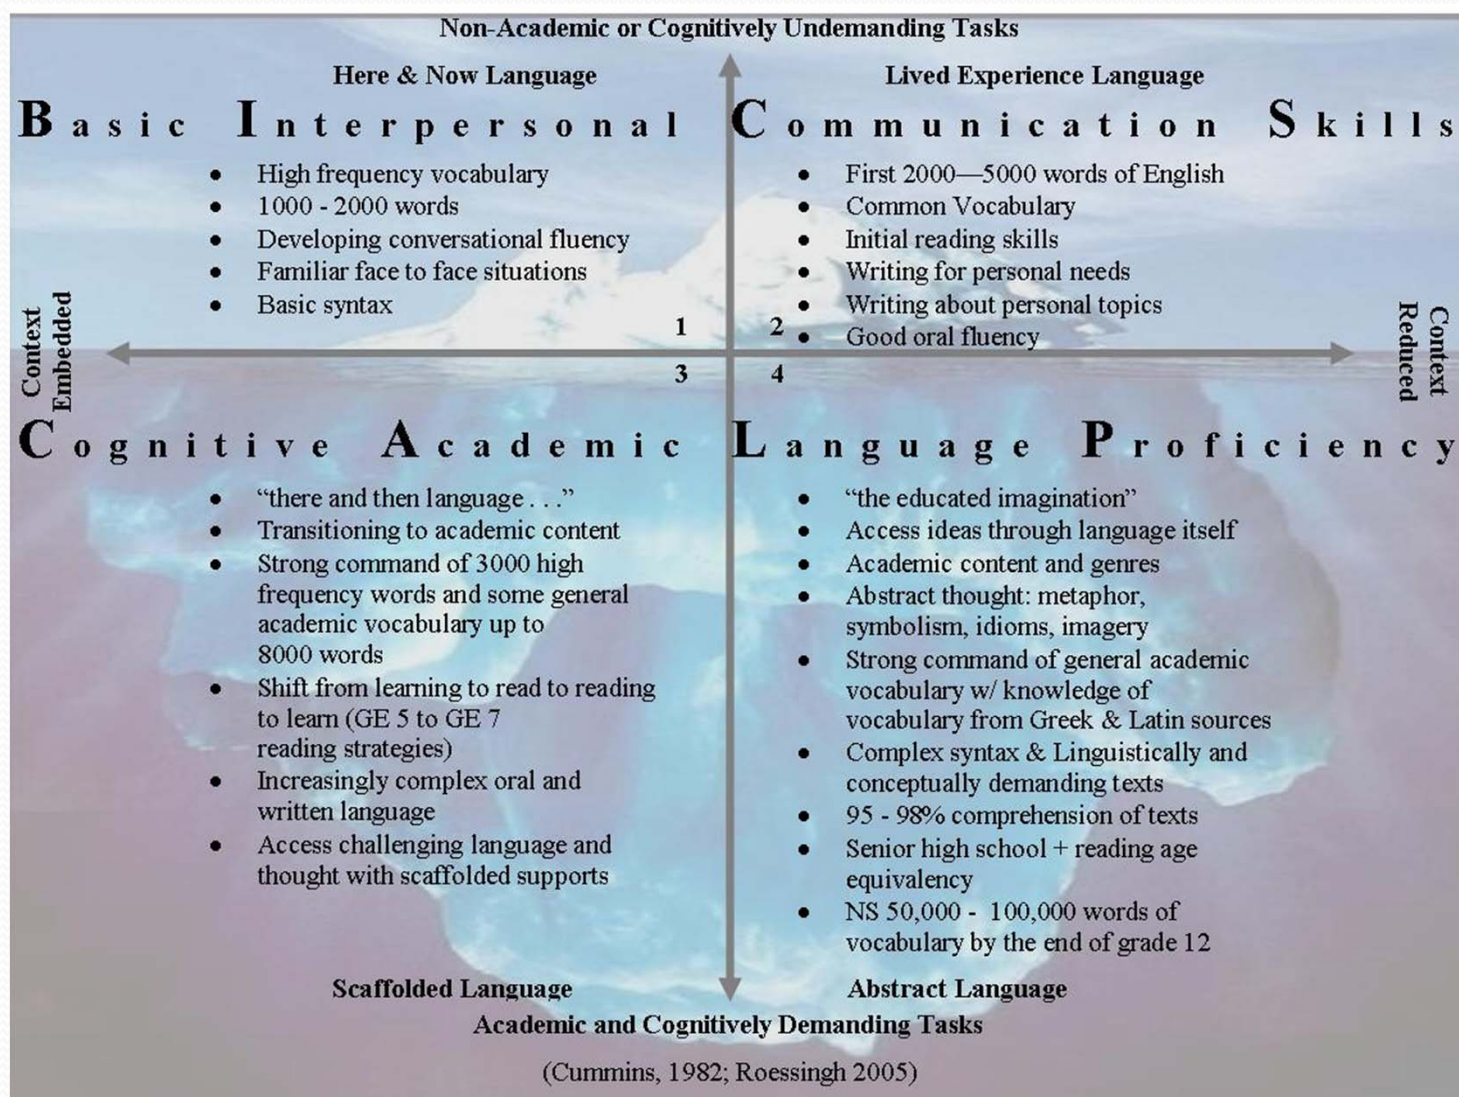 Non-Academic or Cognitively Undemanding Tasks
Here & Now Language
Lived Experience Language
Basic Interpersonal Communication Skills
• High frequency vocabulary
• 1000 - 2000 words
• Developing conversational fluency
• Familiar face to face situations
• Basic syntax
1
• First 2000—5000 words of English
• Common Vocabulary
• Initial reading skills
• Writing for personal needs
• Writing about personal topics
• Good oral fluency
2
Context
Embedded
Context
Reduced
3
4
Cognitive Academic Language Proficiency
• “there and then language . . .”
• Transitioning to academic content
• Strong command of 3000 high
frequency words and some general
academic vocabulary up to
8000 words
• Shift from learning to read to reading
to learn (GE 5 to GE 7
reading strategies)
• Increasingly complex oral and
written language
• Access challenging language and
thought with scaffolded supports
• “the educated imagination”
• Access ideas through language itself
• Academic content and genres
• Abstract thought: metaphor,
symbolism, idioms, imagery
• Strong command of general academic
vocabulary w/ knowledge of
vocabulary from Greek & Latin sources
• Complex syntax & Linguistically and
conceptually demanding texts
• 95 - 98% comprehension of texts
• Senior high school + reading age
equivalency
• NS 50,000 - 100,000 words of
vocabulary by the end of grade 12
Scaffolded Language
Abstract Language
Academic and Cognitively Demanding Tasks
(Cummins, 1982; Roessingh 2005)